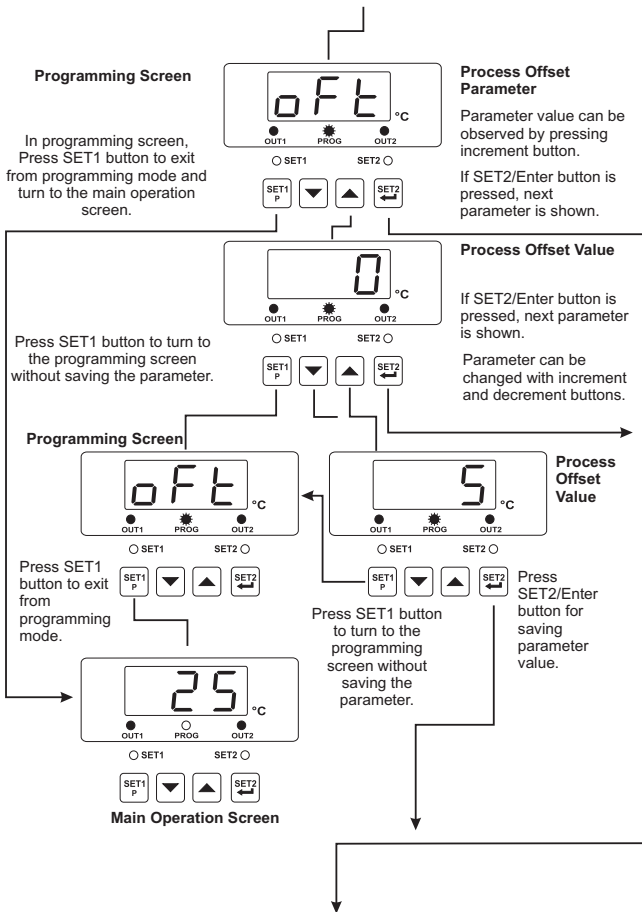 Programming Screen
In programming screen,
Press SET1 button to exit
from programming mode and
turn to the main operation
screen.
oFt
°C
OUT1 PROG OUT2
SET1 SET2
SET1
P
SET2
Process Offset
Parameter
Parameter value can be
observed by pressing
increment button.
If SET2/Enter button is
pressed, next
parameter is shown.
0
°C
OUT1 PROG OUT2
SET1 SET2
SET1
P
SET2
Process Offset Value
If SET2/Enter button is
pressed, next parameter
is shown.
Parameter can be
changed with increment
and decrement buttons.
Press SET1 button to turn to
the programming screen
without saving the parameter.
Programming Screen
oFt
°C
OUT1 PROG OUT2
SET1 SET2
SET1
P
SET2
Press SET1
button to exit
from
programming
mode.
5
°C
OUT1 PROG OUT2
SET1 SET2
SET1
P
SET2
Process
Offset
Value
Press SET1 button
to turn to the
programming
screen without
saving the
parameter.
Press
SET2/Enter
button for
saving
parameter
value.
25
°C
OUT1 PROG OUT2
SET1 SET2
SET1
P
SET2
Main Operation Screen